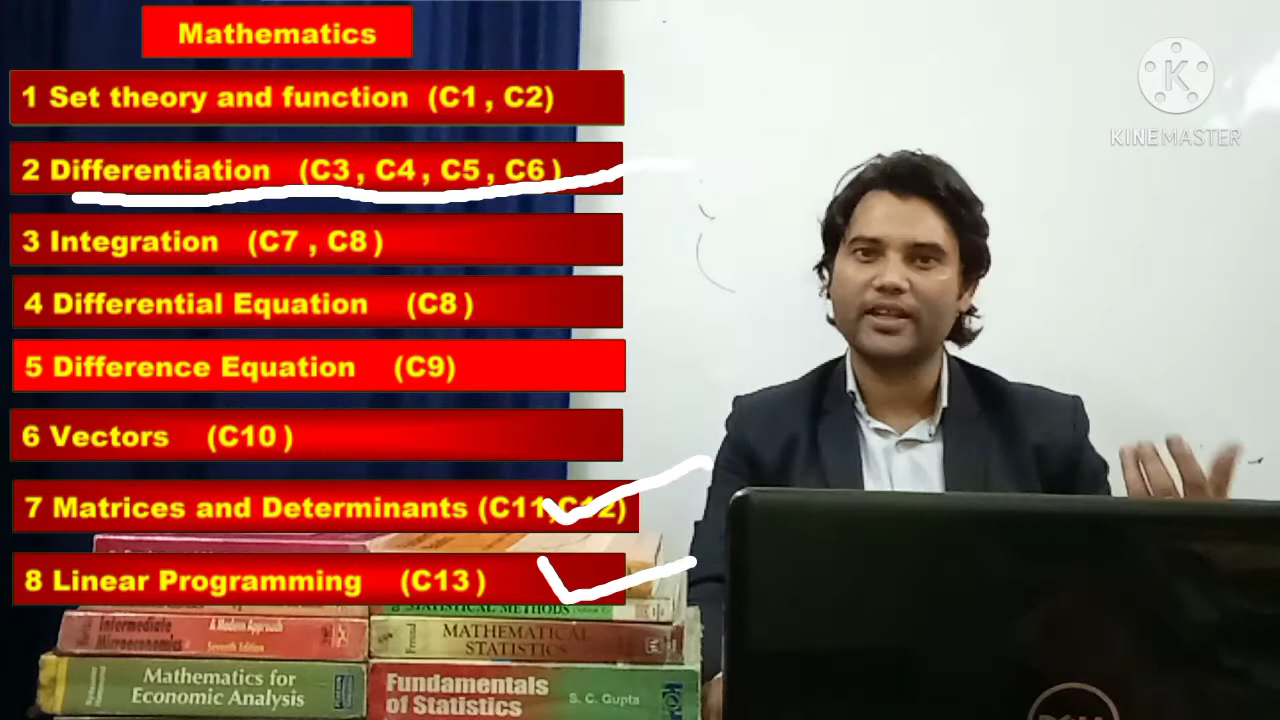 Mathematics
1 Set theory and function (C1 , C2)
2 Differentiation (C3 , C4 , C5 , C6 )
3 Integration (C7 , C8 )
4 Differential Equation (C8 )
5 Difference Equation (C9)
6 Vectors (C10 )
7 Matrices and Determinants (C11,C12)
8 Linear Programming (C13 )
KINEMASTER
STATISTICAL METHODS
Intermediate Microeconomics
A Modern Approach
Seventh Edition
Freund
MATHEMATICAL STATISTICS
Mathematics for
Economic Analysis
Fundamentals
of Statistics
S. C. Gupta
DELL